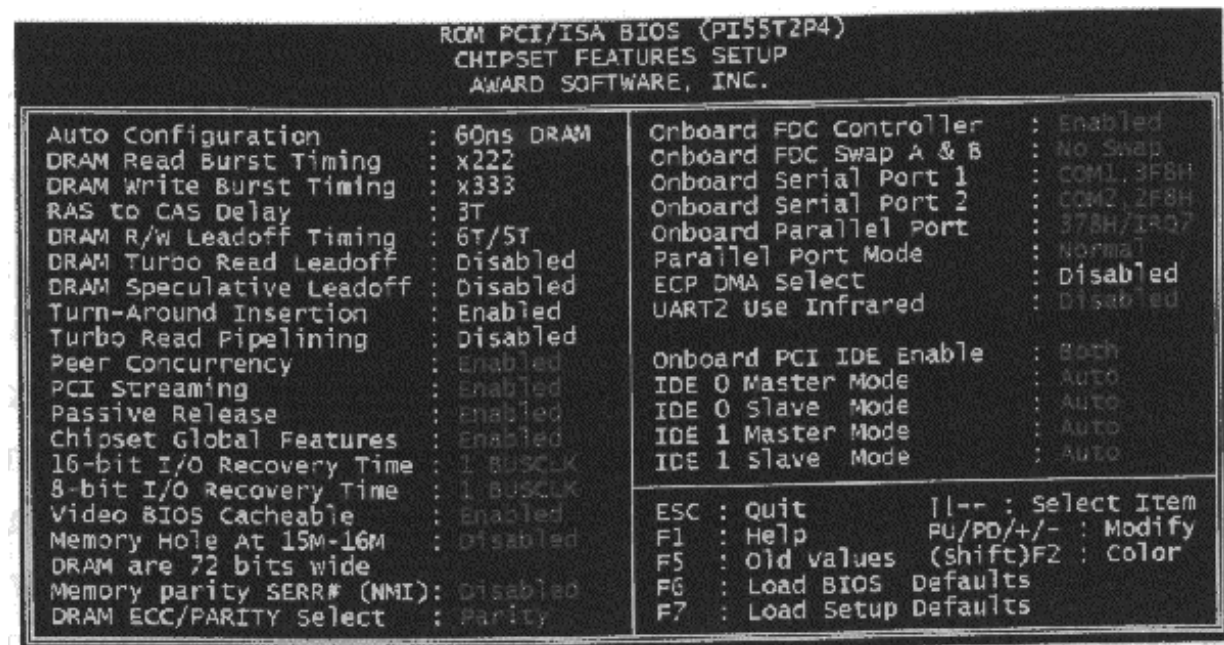 ROM PCI/ISA BIOS (PI55T2P4)
CHIPSET FEATURES SETUP
AWARD SOFTWARE, INC.
Auto Configuration : 60ns DRAM
DRAM Read Burst Timing : x222
DRAM Write Burst Timing : x333
RAS to CAS Delay : 3T
DRAM R/W Leadoff Timing : 6T/5T
DRAM Turbo Read Leadoff : Disabled
DRAM Speculative Leadoff : Disabled
Turn-Around Insertion : Enabled
Turbo Read Pipelining : Disabled
Peer Concurrency : Enabled
PCI Streaming : Enabled
Passive Release : Enabled
Chipset Global Features : Enabled
16-bit I/O Recovery Time : 1 BUSCLK
8-bit I/O Recovery Time : 1 BUSCLK
Video BIOS Cacheable : Enabled
Memory Hole At 15M-16M : Disabled
DRAM are 72 bits wide
Memory parity SERR# (NMI): Disabled
DRAM ECC/PARITY Select : Parity
Onboard FDC Controller : Enabled
Onboard FDC Swap A & B : No Swap
Onboard Serial Port 1 : COM1,3F8H
Onboard Serial Port 2 : COM2,2F8H
Onboard Parallel Port : 378H/IRQ7
Parallel Port Mode : Normal
ECP DMA Select : Disabled
UART2 Use Infrared : Disabled
Onboard PCI IDE Enable : Both
IDE 0 Master Mode : Auto
IDE 0 Slave Mode : Auto
IDE 1 Master Mode : Auto
IDE 1 Slave Mode : Auto
ESC : Quit : Select Item
F1 : Help PU/PD/+/- : Modify
F5 : Old Values (Shift)F2 : Color
F6 : Load BIOS Defaults
F7 : Load Setup Defaults